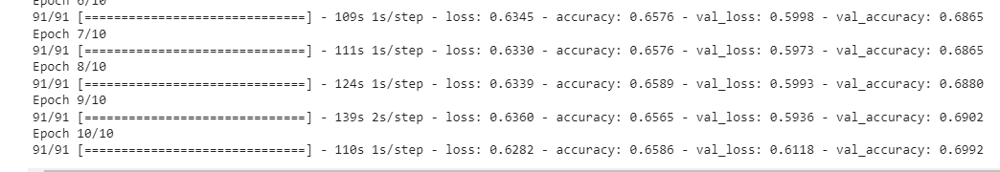 Epoch 6/10
91/91 [==============================] - 109s 1s/step - loss: 0.6345 - accuracy: 0.6576 - val_loss: 0.5998 - val_accuracy: 0.6865
Epoch 7/10
91/91 [==============================] - 111s 1s/step - loss: 0.6330 - accuracy: 0.6576 - val_loss: 0.5973 - val_accuracy: 0.6865
Epoch 8/10
91/91 [==============================] - 124s 1s/step - loss: 0.6339 - accuracy: 0.6589 - val_loss: 0.5993 - val_accuracy: 0.6880
Epoch 9/10
91/91 [==============================] - 139s 2s/step - loss: 0.6360 - accuracy: 0.6565 - val_loss: 0.5936 - val_accuracy: 0.6902
Epoch 10/10
91/91 [==============================] - 110s 1s/step - loss: 0.6282 - accuracy: 0.6586 - val_loss: 0.6118 - val_accuracy: 0.6992